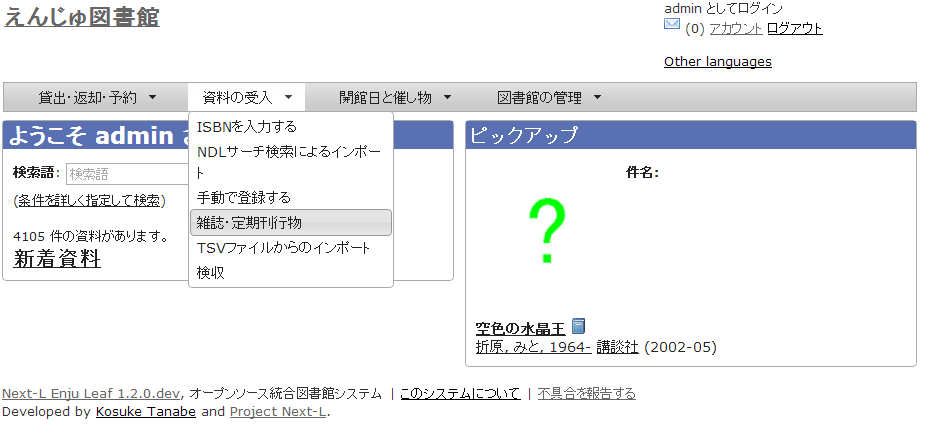 えんじゅ図書館
admin としてログイン
(0) アカウント ログアウト
Other languages
貸出・返却・予約 資料の受入 開館日と催し物 図書館の管理
ISBNを入力する
NDLサーチ検索によるインポー
ト
手動で登録する
雑誌・定期刊行物
TSVファイルからのインポート
検収
ようこそ admin さ
検索語: 検索語
(条件を詳しく指定して検索)
4105 件の資料があります。
新着資料
ピックアップ
件名:
?
空色の水晶王
折原, みと, 1964- 講談社 (2002-05)
Next-L Enju Leaf 1.2.0.dev, オープンソース統合図書館システム | このシステムについて | 不具合を報告する
Developed by Kosuke Tanabe and Project Next-L.